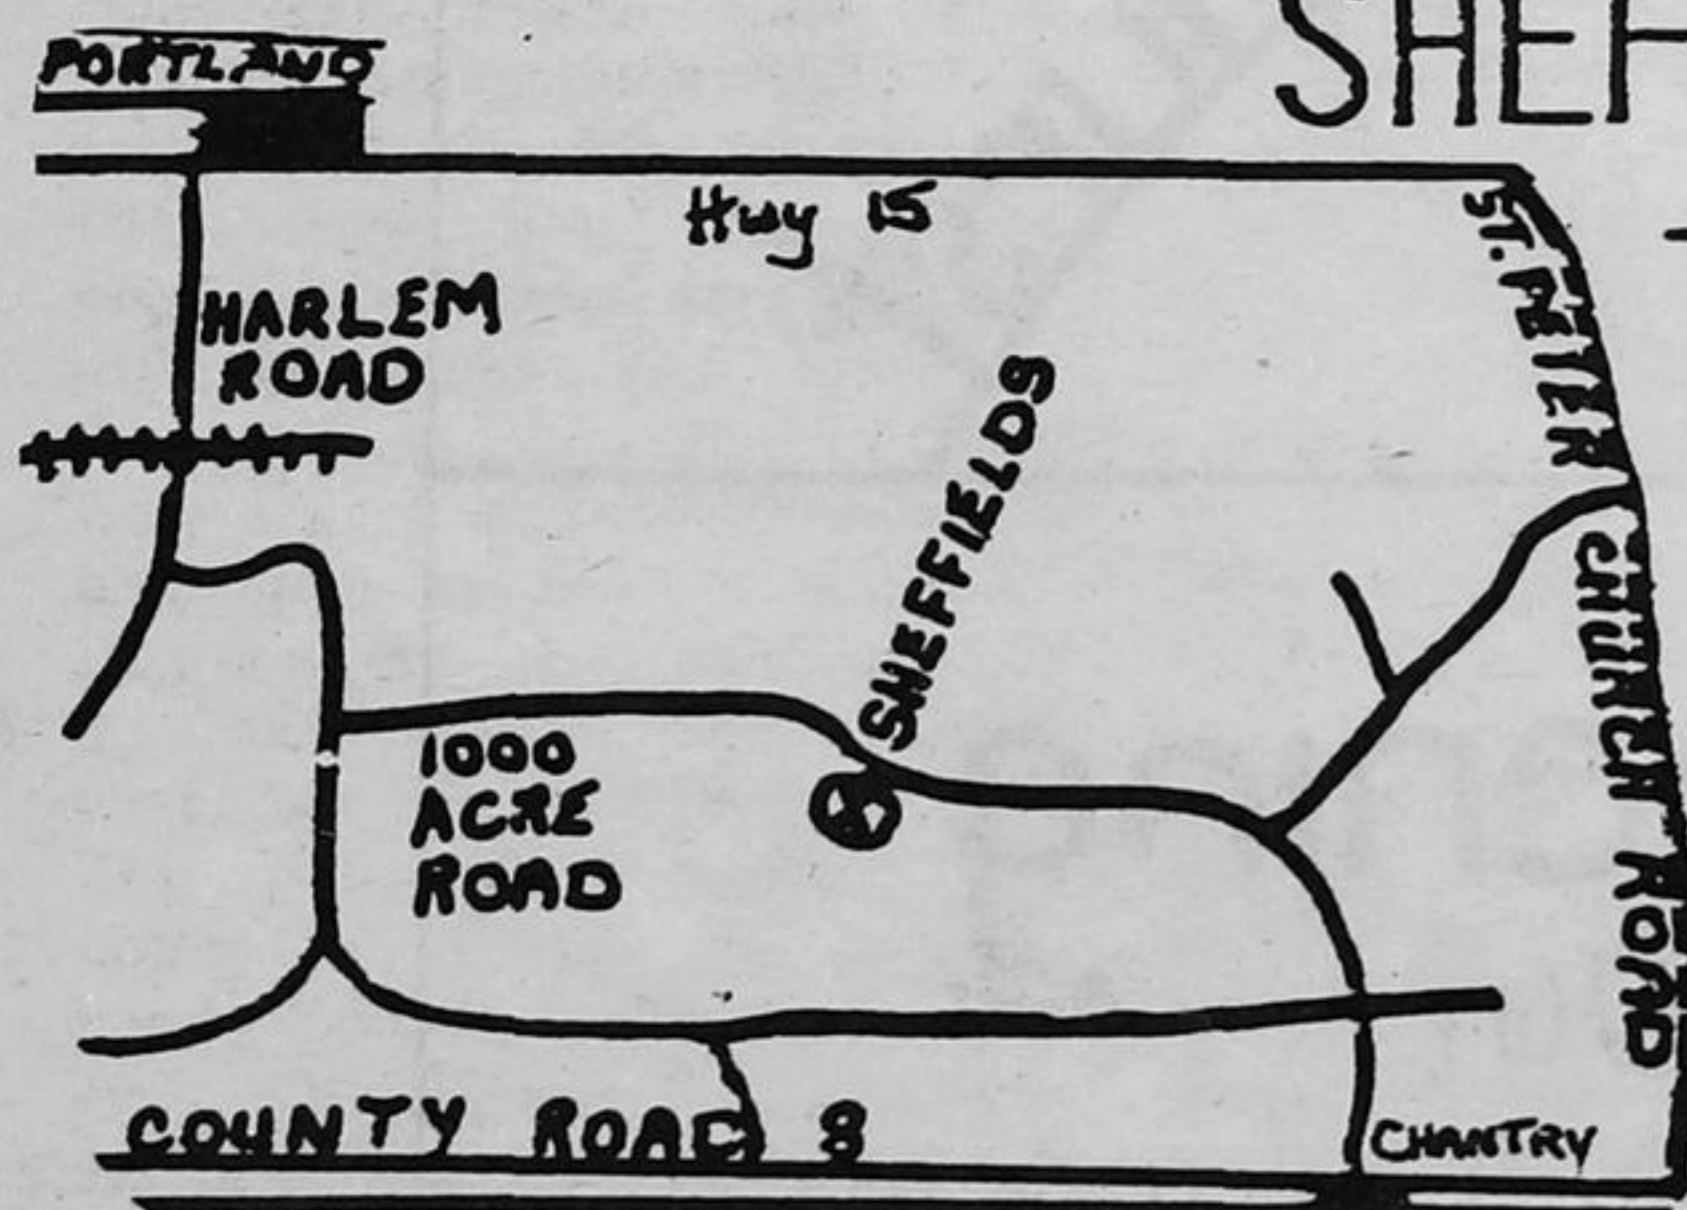 PORTLAND
SHEF
Hwy 15
HARLEM
ROAD
ST. PETER CHURCH ROAD
SHEFFIELDS
1000
ACRE
ROAD
COUNTY ROAD 8
CHANTRY